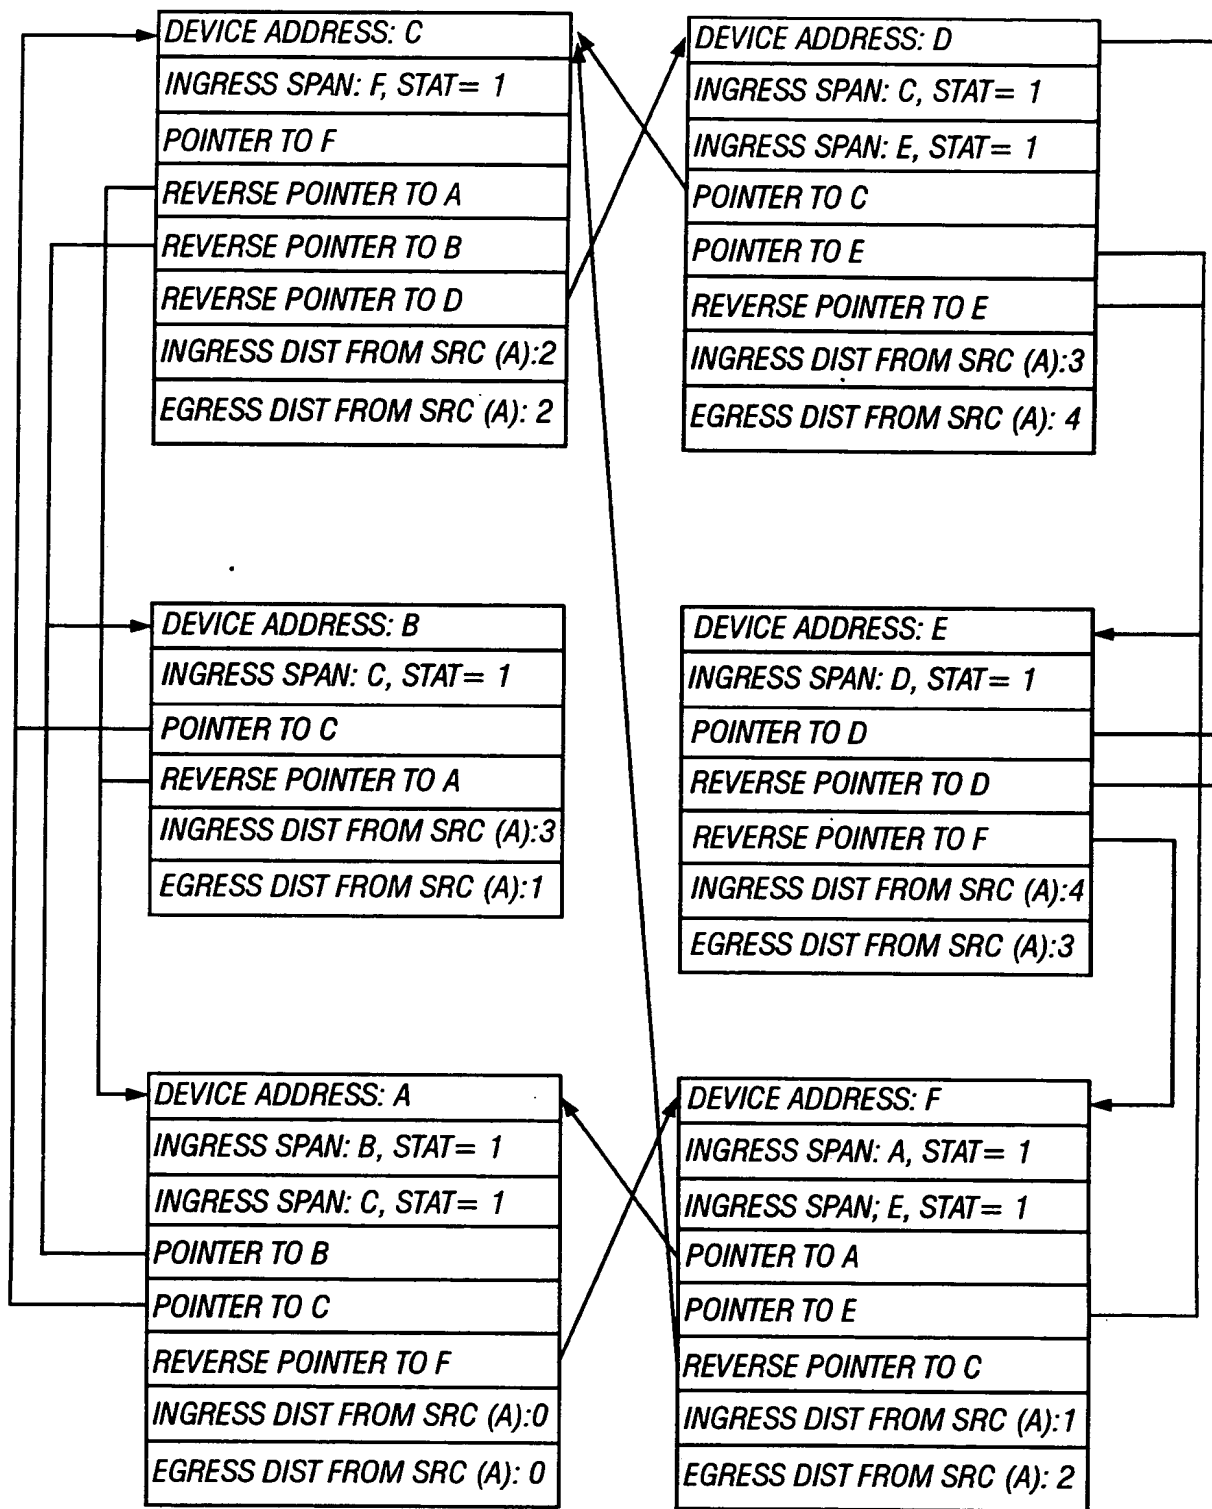 DEVICE ADDRESS: C
INGRESS SPAN: F, STAT= 1
POINTER TO F
REVERSE POINTER TO A
REVERSE POINTER TO B
REVERSE POINTER TO D
INGRESS DIST FROM SRC (A):2
EGRESS DIST FROM SRC (A): 2
DEVICE ADDRESS: D
INGRESS SPAN: C, STAT= 1
INGRESS SPAN: E, STAT= 1
POINTER TO C
POINTER TO E
REVERSE POINTER TO E
INGRESS DIST FROM SRC (A):3
EGRESS DIST FROM SRC (A): 4
DEVICE ADDRESS: B
INGRESS SPAN: C, STAT= 1
POINTER TO C
REVERSE POINTER TO A
INGRESS DIST FROM SRC (A):3
EGRESS DIST FROM SRC (A):1
DEVICE ADDRESS: E
INGRESS SPAN: D, STAT= 1
POINTER TO D
REVERSE POINTER TO D
REVERSE POINTER TO F
INGRESS DIST FROM SRC (A):4
EGRESS DIST FROM SRC (A):3
DEVICE ADDRESS: A
INGRESS SPAN: B, STAT= 1
INGRESS SPAN: C, STAT= 1
POINTER TO B
POINTER TO C
REVERSE POINTER TO F
INGRESS DIST FROM SRC (A):0
EGRESS DIST FROM SRC (A): 0
DEVICE ADDRESS: F
INGRESS SPAN: A, STAT= 1
INGRESS SPAN; E, STAT= 1
POINTER TO A
POINTER TO E
REVERSE POINTER TO C
INGRESS DIST FROM SRC (A):1
EGRESS DIST FROM SRC (A): 2